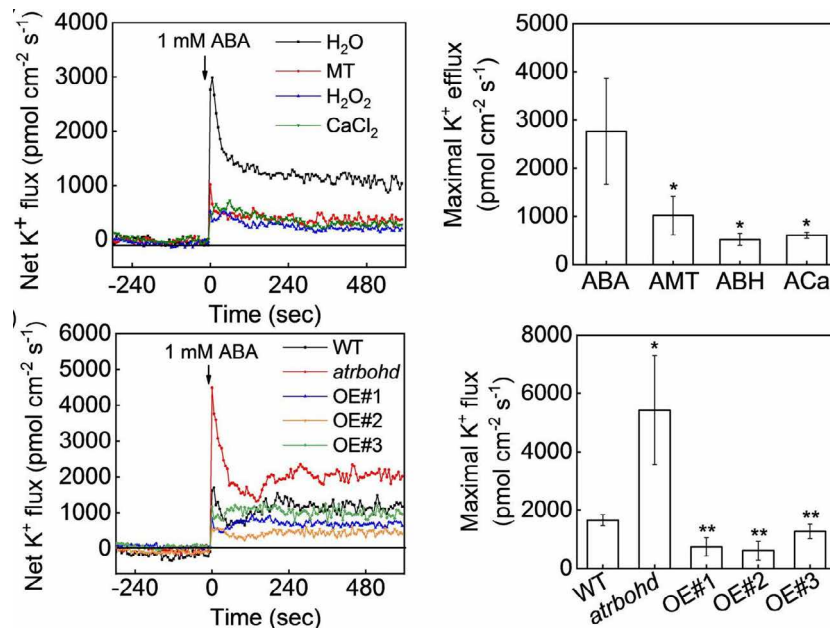 1 mM ABA
H₂O
MT
H₂O₂
CaCl₂
Net K⁺ flux (pmol cm⁻² s⁻¹)
4000
3000
2000
1000
0
-240 0 240 480
Time (sec)
Maximal K⁺ efflux
(pmol cm⁻² s⁻¹)
5000
4000
3000
2000
1000
0
* * *
ABA AMT ABH ACa
1 mM ABA
WT
atrbohd
OE#1
OE#2
OE#3
Net K⁺ flux (pmol cm⁻² s⁻¹)
6000
5000
4000
3000
2000
1000
0
-240 0 240 480
Time (sec)
Maximal K⁺ flux
(pmol cm⁻² s⁻¹)
8000
6000
4000
2000
0
* ** ** **
WT atrbohd OE#1 OE#2 OE#3